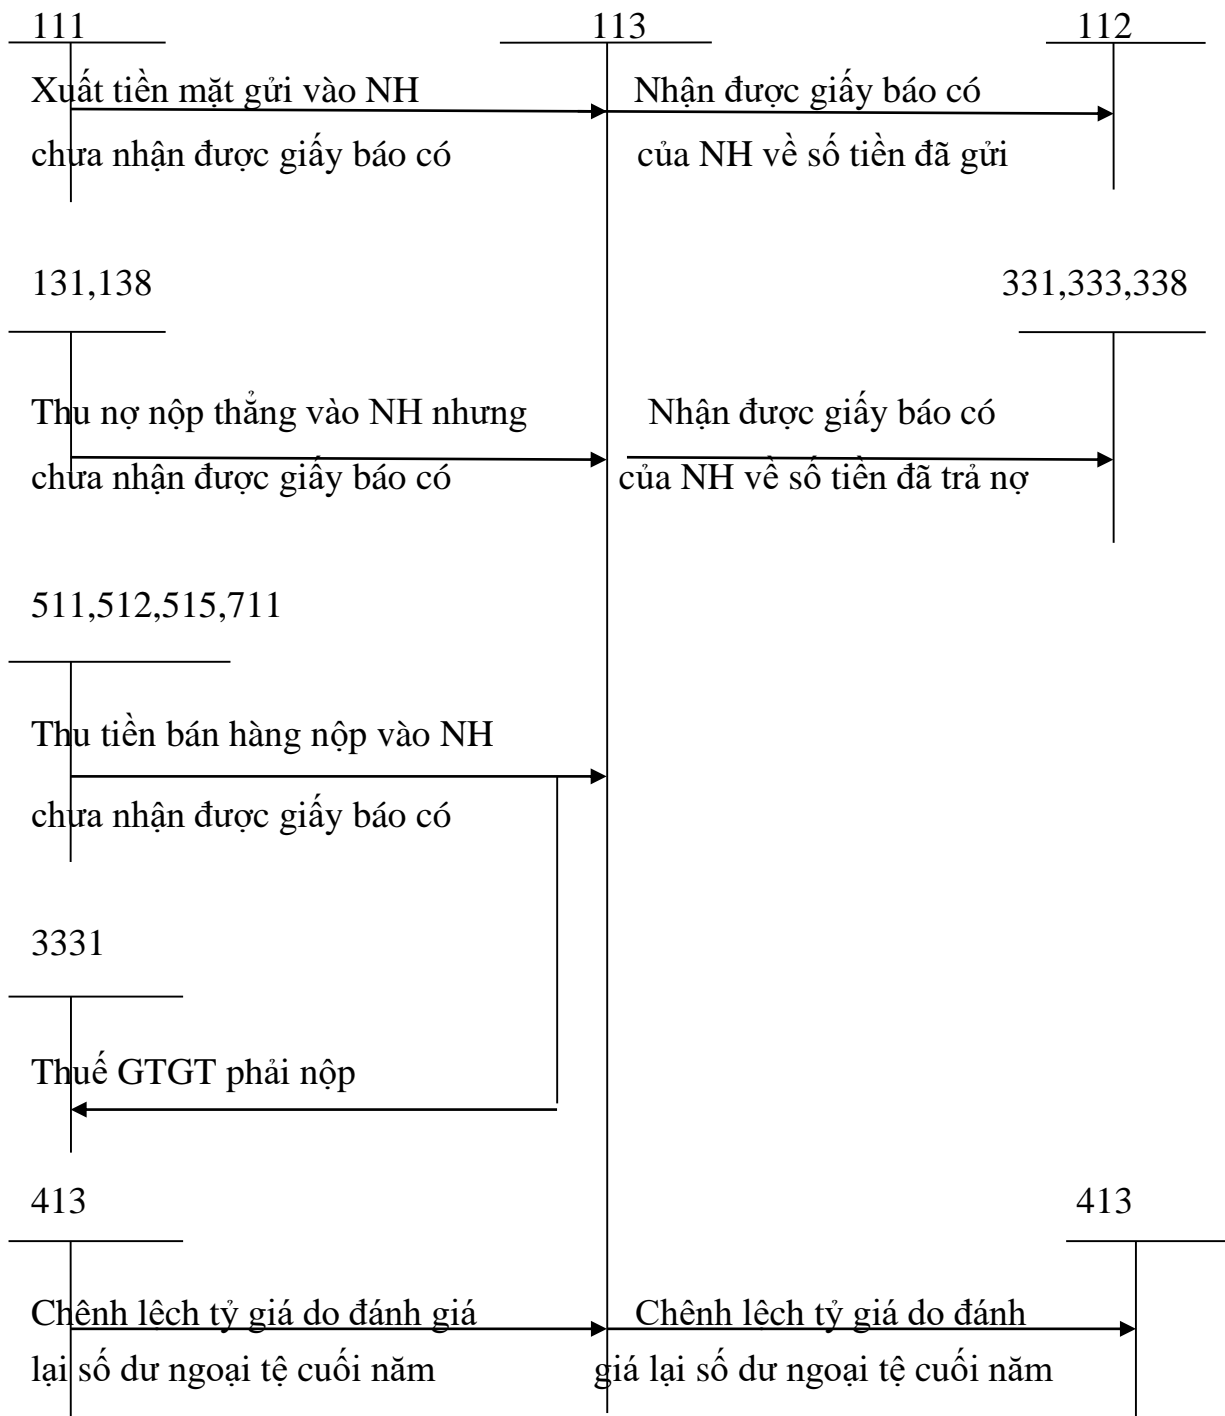 111 113 112
Xuất tiền mặt gửi vào NH Nhận được giấy báo có
chưa nhận được giấy báo có của NH về số tiền đã gửi
131,138 331,333,338
Thu nợ nộp thẳng vào NH nhưng Nhận được giấy báo có
chưa nhận được giấy báo có của NH về số tiền đã trả nợ
511,512,515,711
Thu tiền bán hàng nộp vào NH
chưa nhận được giấy báo có
3331
Thuế GTGT phải nộp
413 413
Chênh lêch tỷ giá do đánh giá Chênh lêch tỷ giá do đánh
lại số dư ngoại tệ cuối năm giá lại số dư ngoại tệ cuối năm